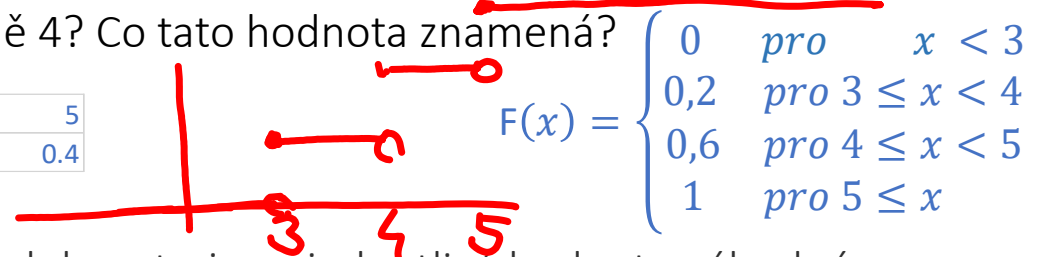 ě 4? Co tato hodnota znamená?
F(x) = { 0 pro x < 3
0,2 pro 3 ≤ x < 4
0,6 pro 4 ≤ x < 5
1 pro 5 ≤ x
5
0.4
3 4 5